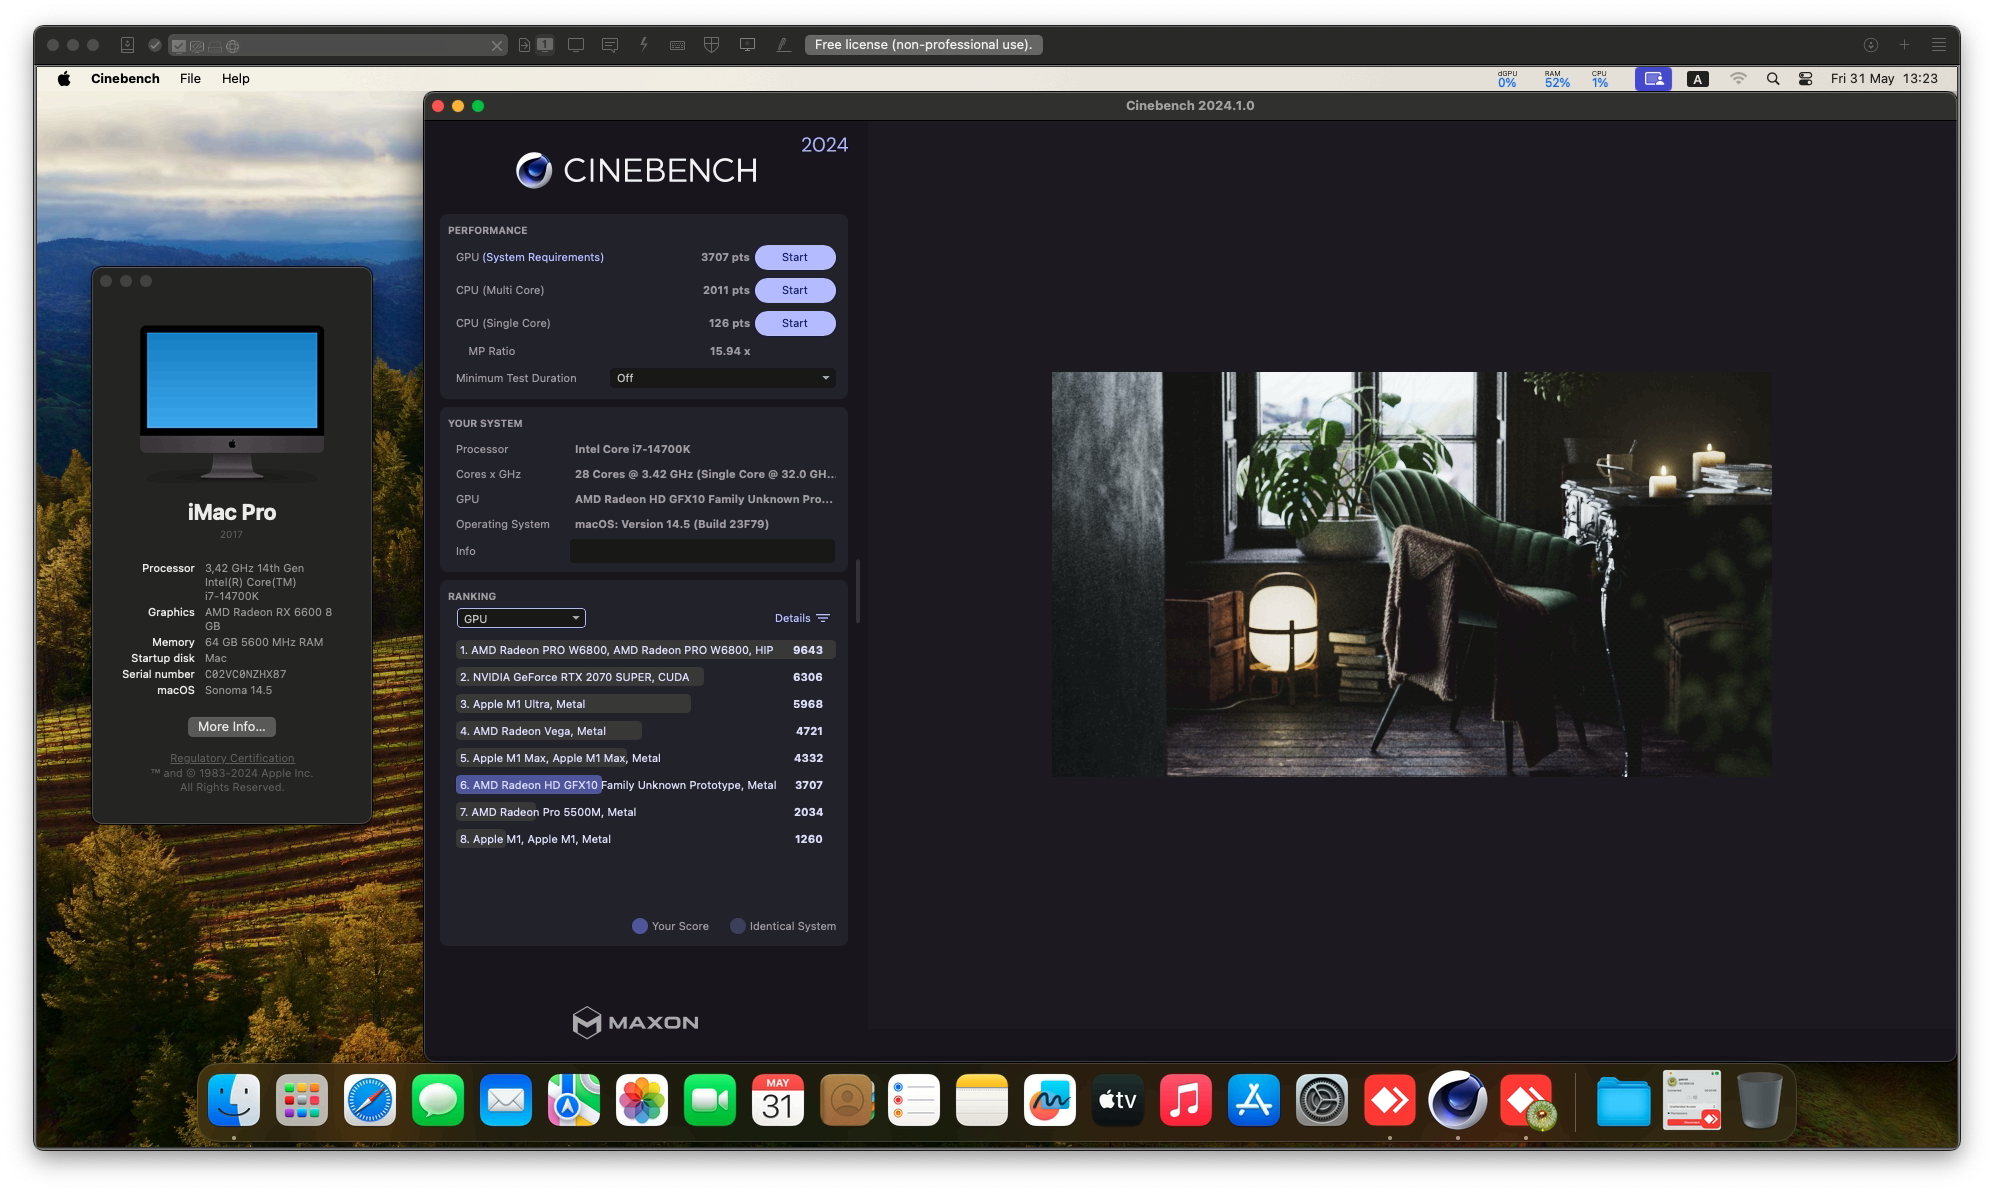 1
Free license (non-professional use).
Cinebench File Help
dGPU
0%
RAM
52%
CPU
1%
A
Fri 31 May 13:23
Cinebench 2024.1.0
2024
CINEBENCH
PERFORMANCE
GPU (System Requirements) 3707 pts Start
CPU (Multi Core) 2011 pts Start
CPU (Single Core) 126 pts Start
MP Ratio 15.94 x
Minimum Test Duration Off
YOUR SYSTEM
Processor Intel Core i7-14700K
Cores x GHz 28 Cores @ 3.42 GHz (Single Core @ 32.0 GH...
GPU AMD Radeon HD GFX10 Family Unknown Pro...
Operating System macOS: Version 14.5 (Build 23F79)
Info
RANKING
GPU Details
1. AMD Radeon PRO W6800, AMD Radeon PRO W6800, HIP 9643
2. NVIDIA GeForce RTX 2070 SUPER, CUDA 6306
3. Apple M1 Ultra, Metal 5968
4. AMD Radeon Vega, Metal 4721
5. Apple M1 Max, Apple M1 Max, Metal 4332
6. AMD Radeon HD GFX10 Family Unknown Prototype, Metal 3707
7. AMD Radeon Pro 5500M, Metal 2034
8. Apple M1, Apple M1, Metal 1260
Your Score Identical System
MAXON
iMac Pro
2017
Processor 3,42 GHz 14th Gen
Intel(R) Core(TM)
i7-14700K
Graphics AMD Radeon RX 6600 8
GB
Memory 64 GB 5600 MHz RAM
Startup disk Mac
Serial number C02VC0NZHX87
macOS Sonoma 14.5
More Info...
Regulatory Certification
™ and © 1983-2024 Apple Inc.
All Rights Reserved.
MAY
31
tv